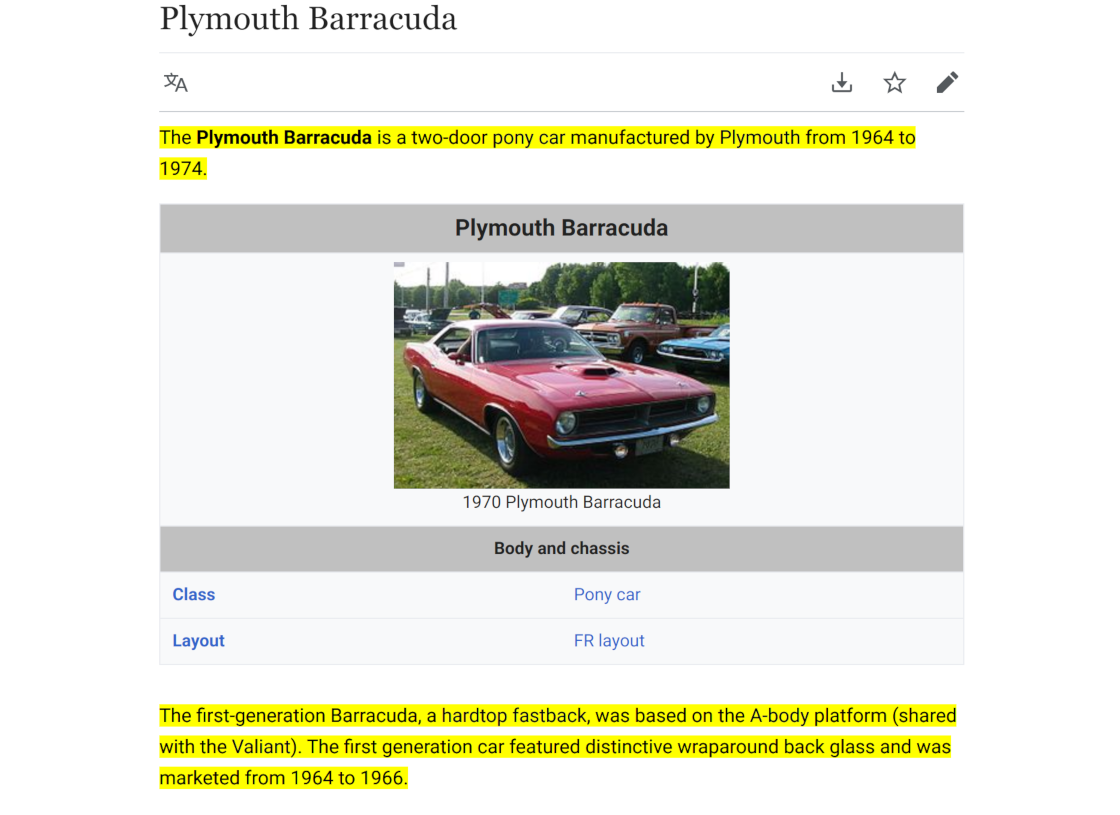 Plymouth Barracuda
文A
The Plymouth Barracuda is a two-door pony car manufactured by Plymouth from 1964 to
1974.
Plymouth Barracuda
1970 Plymouth Barracuda
Body and chassis
Class Pony car
Layout FR layout
The first-generation Barracuda, a hardtop fastback, was based on the A-body platform (shared
with the Valiant). The first generation car featured distinctive wraparound back glass and was
marketed from 1964 to 1966.